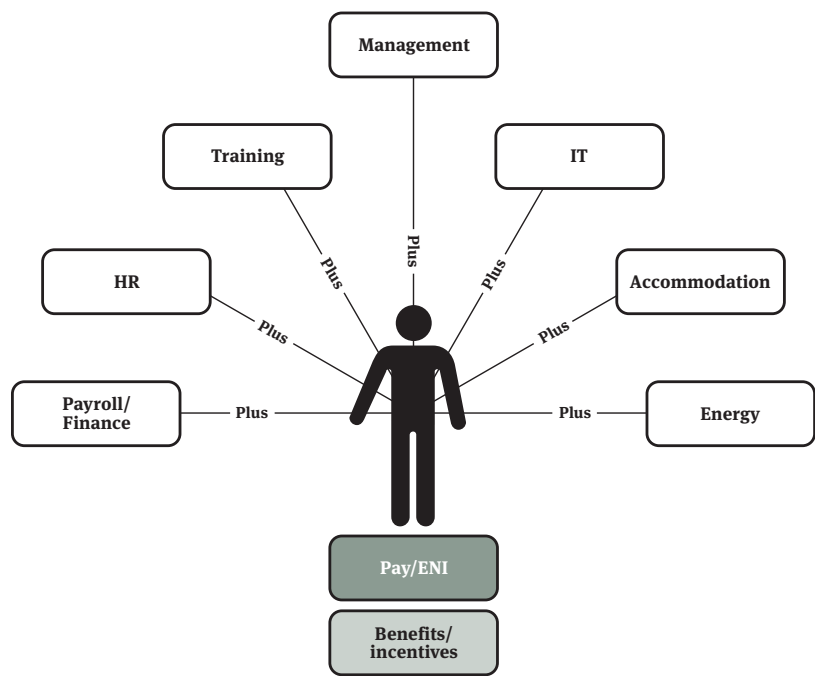 Management
Training
IT
Plus
Plus
Plus
HR
Accommodation
Plus
Plus
Payroll/
Finance
Plus
Plus
Energy
Pay/ENI
Benefits/
incentives